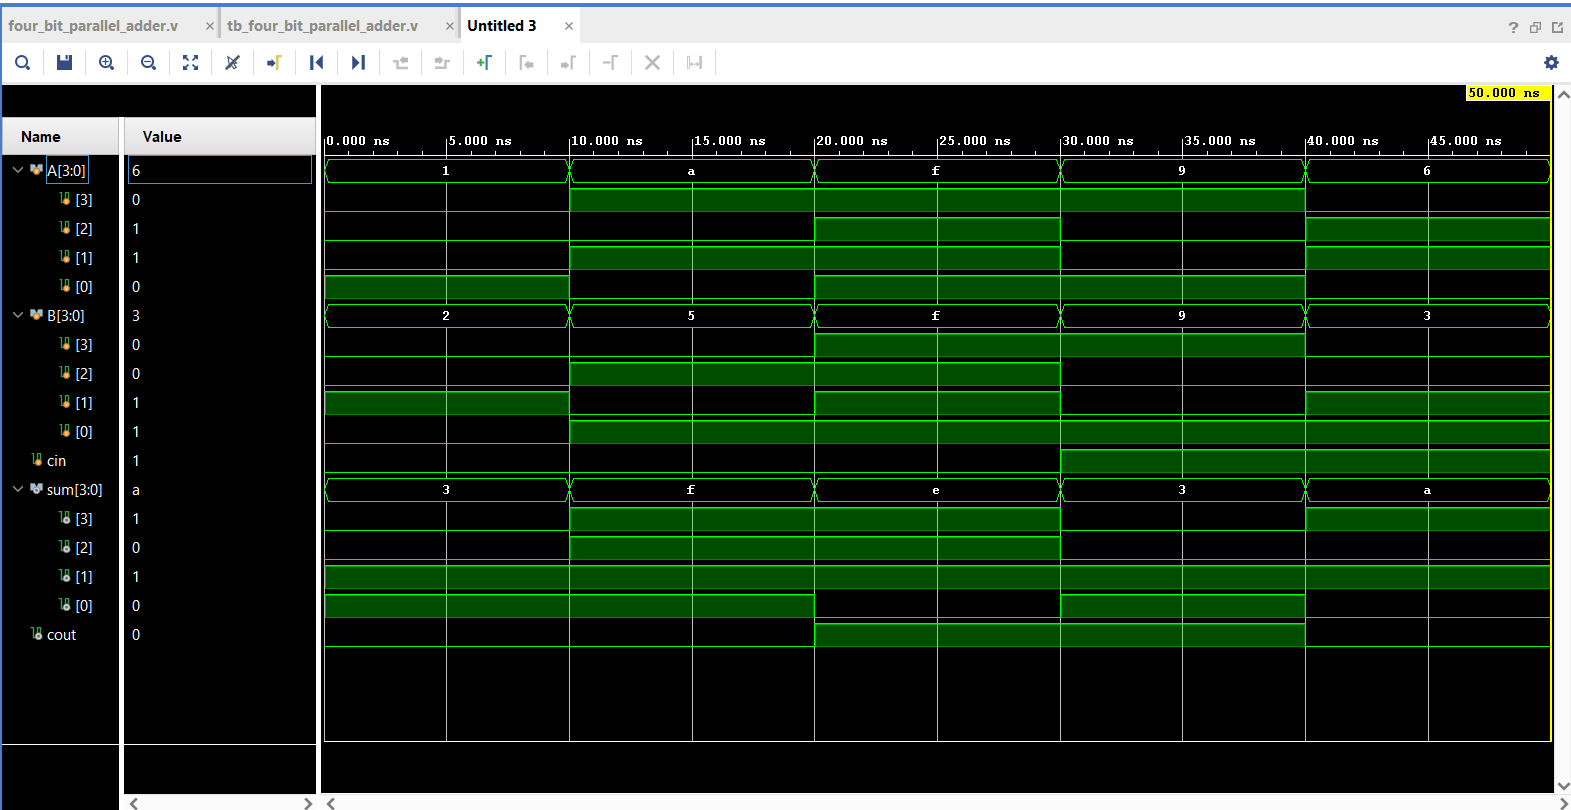 four_bit_parallel_adder.v × tb_four_bit_parallel_adder.v × Untitled 3 ×
50.000 ns
Name Value
0.000 ns 5.000 ns 10.000 ns 15.000 ns 20.000 ns 25.000 ns 30.000 ns 35.000 ns 40.000 ns 45.000 ns
A[3:0] 6 1 a f 9 6
[3] 0
[2] 1
[1] 1
[0] 0
B[3:0] 3 2 5 f 9 3
[3] 0
[2] 0
[1] 1
[0] 1
cin 1
sum[3:0] a 3 f e 3 a
[3] 1
[2] 0
[1] 1
[0] 0
cout 0